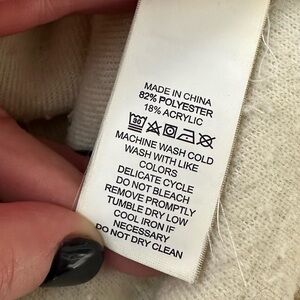 MADE IN CHINA
82% POLYESTER
18% ACRYLIC
30
MACHINE WASH COLD
WASH WITH LIKE
COLORS
DELICATE CYCLE
DO NOT BLEACH
REMOVE PROMPTLY
TUMBLE DRY LOW
COOL IRON IF
NECESSARY
DO NOT DRY CLEAN